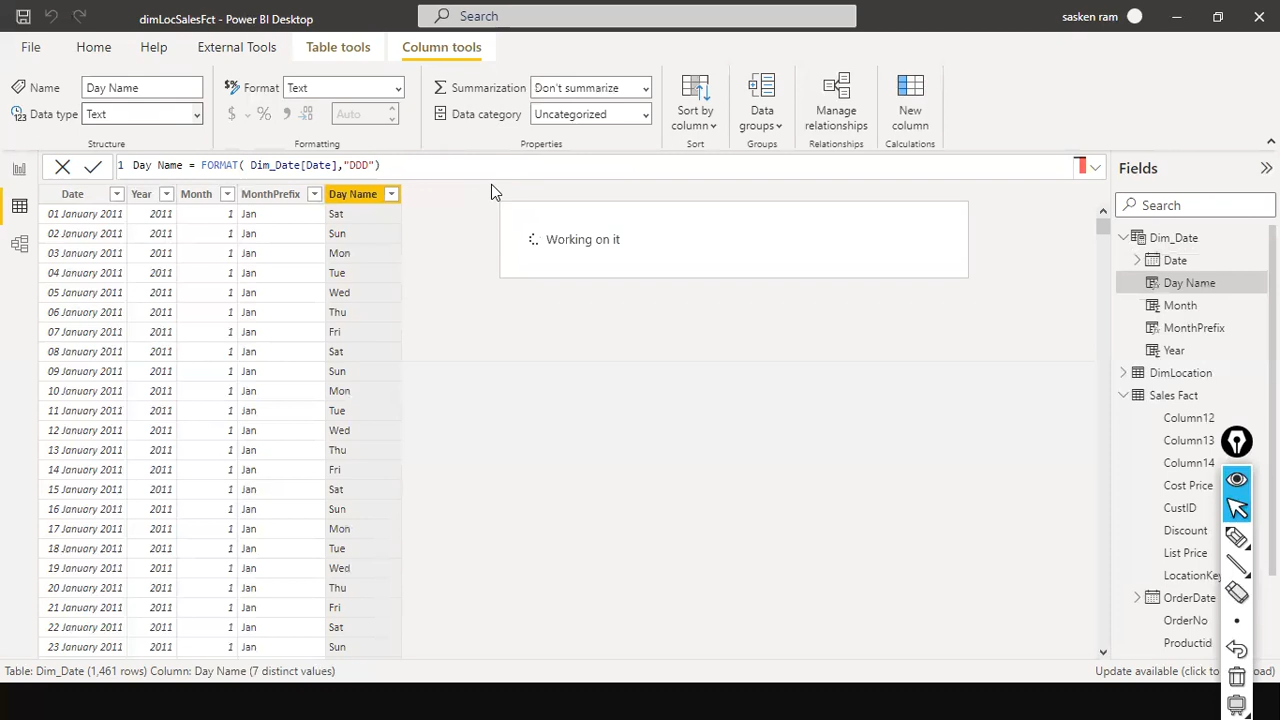 dimLocSalesFct - Power BI Desktop
Search
sasken ram
File Home Help External Tools Table tools Column tools
Name Day Name
Data type Text
Structure
Format Text
$ % 9 Auto
Formatting
Summarization Don't summarize
Data category Uncategorized
Properties
Sort by column
Sort
Data groups
Groups
Manage relationships
Relationships
New column
Calculations
1 Day Name = FORMAT( Dim_Date[Date],"DDD")
Date Year Month MonthPrefix Day Name
01 January 2011 2011 1 Jan Sat
02 January 2011 2011 1 Jan Sun
03 January 2011 2011 1 Jan Mon
04 January 2011 2011 1 Jan Tue
05 January 2011 2011 1 Jan Wed
06 January 2011 2011 1 Jan Thu
07 January 2011 2011 1 Jan Fri
08 January 2011 2011 1 Jan Sat
09 January 2011 2011 1 Jan Sun
10 January 2011 2011 1 Jan Mon
11 January 2011 2011 1 Jan Tue
12 January 2011 2011 1 Jan Wed
13 January 2011 2011 1 Jan Thu
14 January 2011 2011 1 Jan Fri
15 January 2011 2011 1 Jan Sat
16 January 2011 2011 1 Jan Sun
17 January 2011 2011 1 Jan Mon
18 January 2011 2011 1 Jan Tue
19 January 2011 2011 1 Jan Wed
20 January 2011 2011 1 Jan Thu
21 January 2011 2011 1 Jan Fri
22 January 2011 2011 1 Jan Sat
23 January 2011 2011 1 Jan Sun
Working on it
Fields
Search
Dim_Date
Date
Day Name
Month
MonthPrefix
Year
DimLocation
Sales Fact
Column12
Column13
Column14
Cost Price
CustID
Discount
List Price
LocationKey
OrderDate
OrderNo
Productid
Table: Dim_Date (1,461 rows) Column: Day Name (7 distinct values)
Update available (click to
oad)